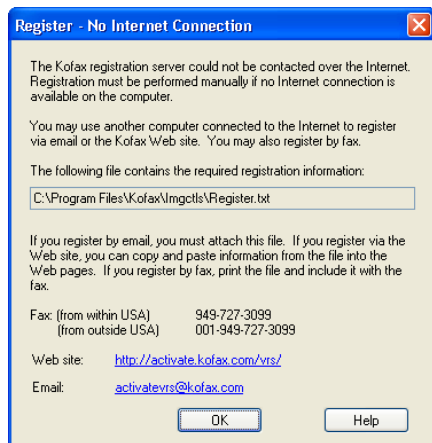 Register - No Internet Connection
The Kofax registration server could not be contacted over the Internet.
Registration must be performed manually if no Internet connection is
available on the computer.
You may use another computer connected to the Internet to register
via email or the Kofax Web site.  You may also register by fax.
The following file contains the required registration information:
C:\Program Files\Kofax\Imgctls\Register.txt
If you register by email, you must attach this file.  If you register via the
Web site, you can copy and paste information from the file into the
Web pages.  If you register by fax, print the file and include it with the
fax.
Fax: (from within USA) 949-727-3099
(from outside USA) 001-949-727-3099
Web site: http://activate.kofax.com/vrs/
Email: activatevrs@kofax.com
OK Help